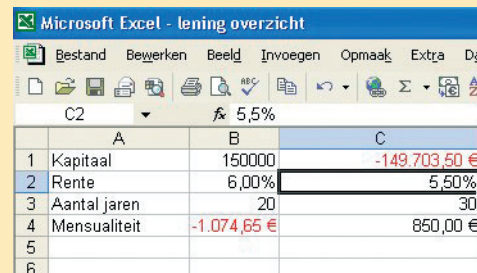 Microsoft Excel - lening overzicht
Bestand Bewerken Beeld Invoegen Opmaak Extra
C2 fx 5,5%
A B C
1 Kapitaal 150000 -149.703,50 €
2 Rente 6,00% 5,50%
3 Aantal jaren 20 30
4 Mensualiteit -1.074,65 € 850,00 €
5
6